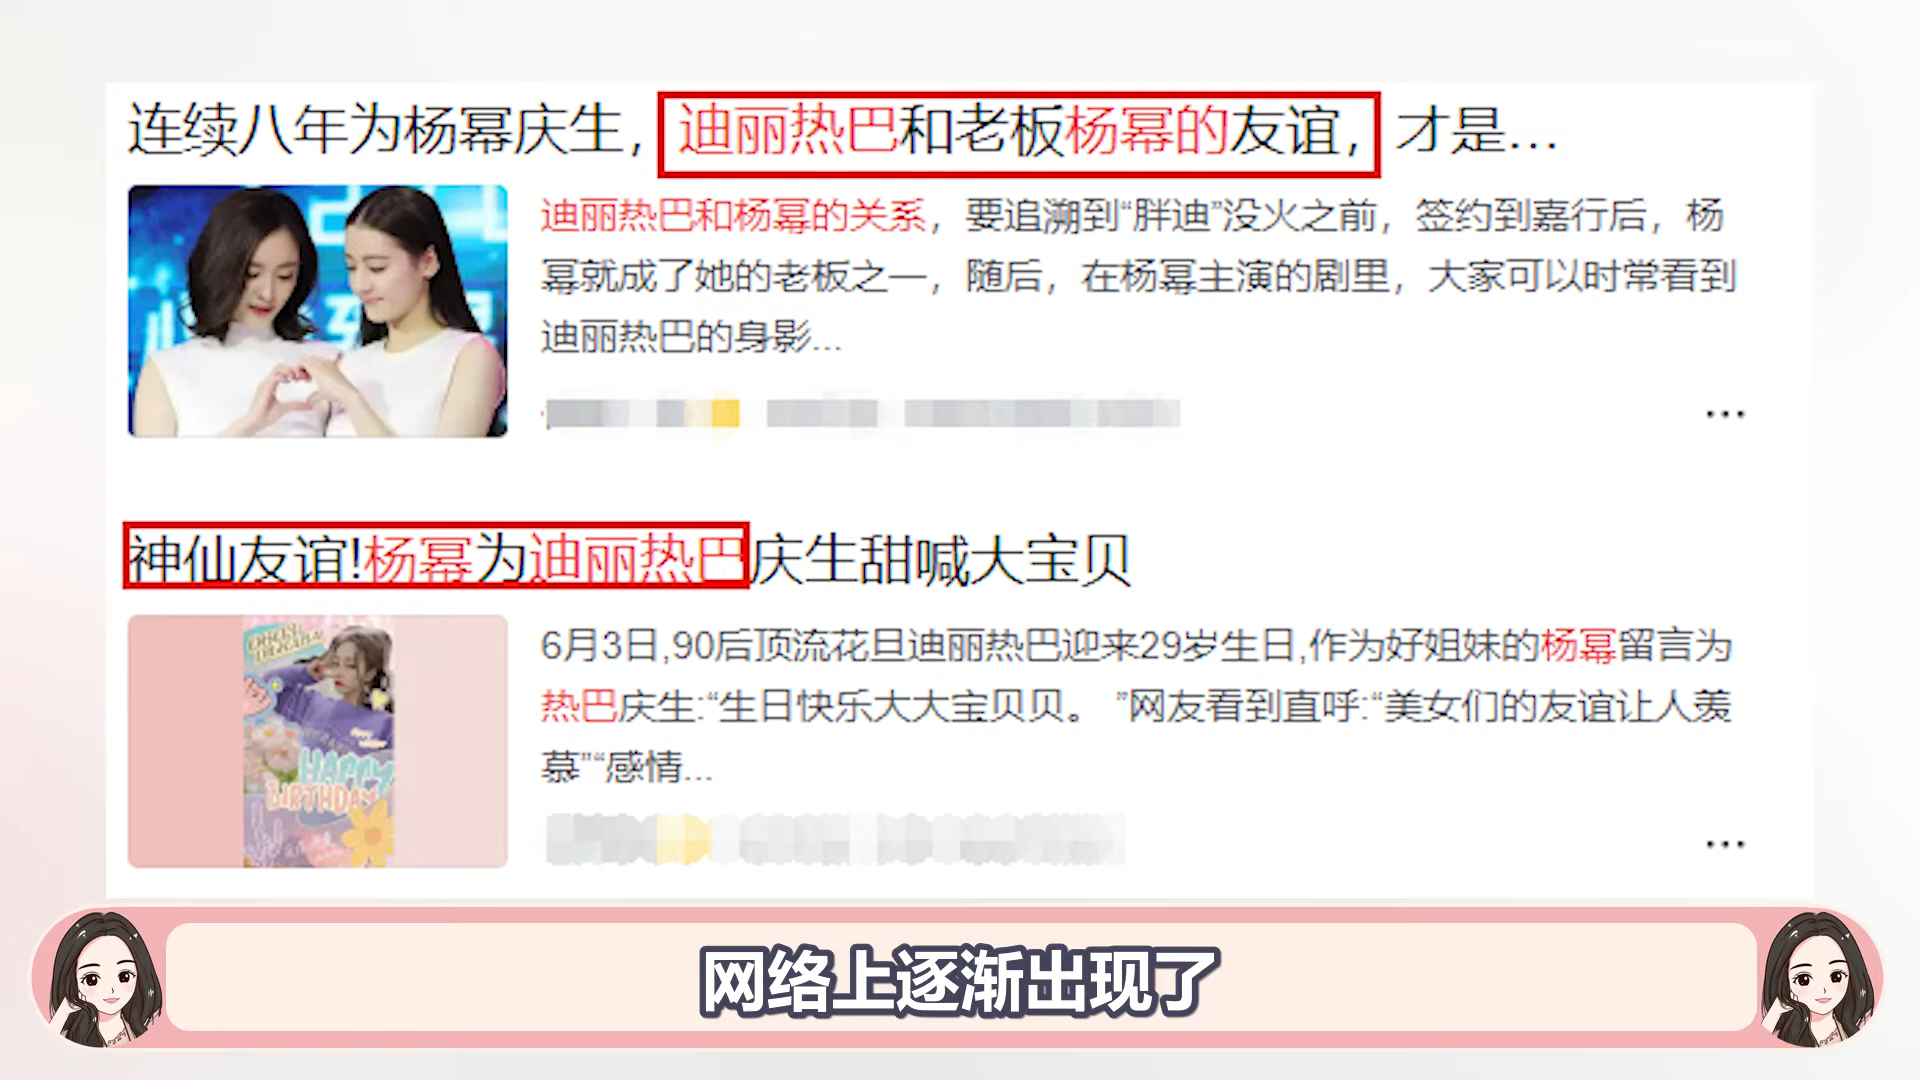 连续八年为杨幂庆生，迪丽热巴和老板杨幂的友谊，才是...
迪丽热巴和杨幂的关系，要追溯到“胖迪”没火之前，签约到嘉行后，杨
幂就成了她的老板之一，随后，在杨幂主演的剧里，大家可以时常看到
迪丽热巴的身影...
神仙友谊!杨幂为迪丽热巴庆生甜喊大宝贝
6月3日,90后顶流花旦迪丽热巴迎来29岁生日,作为好姐妹的杨幂留言为
热巴庆生:“生日快乐大大宝贝贝。 ”网友看到直呼:“美女们的友谊让人羡
慕”“感情...
HAPPY
BIRTHDAY
网络上逐渐出现了